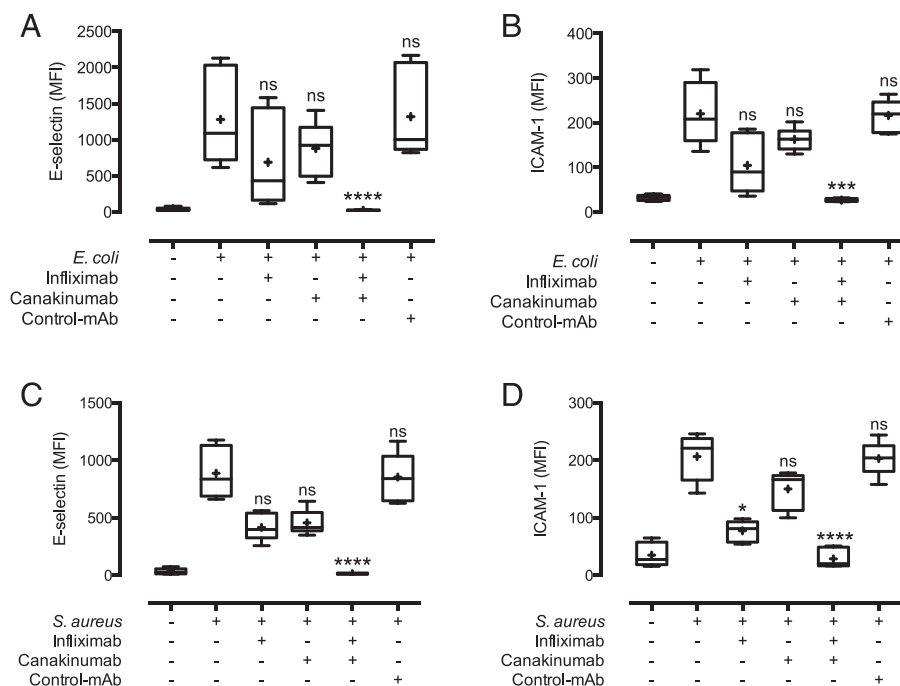 A
E-selectin (MFI)
2500
2000
1500
1000
500
0
ns
ns
****
ns
E. coli - + + + + +
Infliximab - - + - + -
Canakinumab - - - + + -
Control-mAb - - - - - +
B
ICAM-1 (MFI)
400
300
200
100
0
ns
ns
***
ns
E. coli - + + + + +
Infliximab - - + - + -
Canakinumab - - - + + -
Control-mAb - - - - - +
C
E-selectin (MFI)
1500
1000
500
0
ns
ns
****
ns
S. aureus - + + + + +
Infliximab - - + - + -
Canakinumab - - - + + -
Control-mAb - - - - - +
D
ICAM-1 (MFI)
300
200
100
0
*
ns
****
ns
S. aureus - + + + + +
Infliximab - - + - + -
Canakinumab - - - + + -
Control-mAb - - - - - +